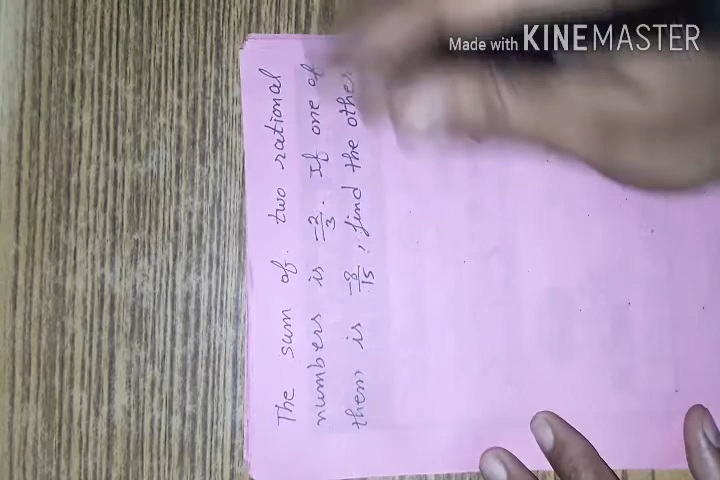 Made with KINEMASTER
The sum of two rational
numbers is -2/3. If one of
them is -8/15, find the other.